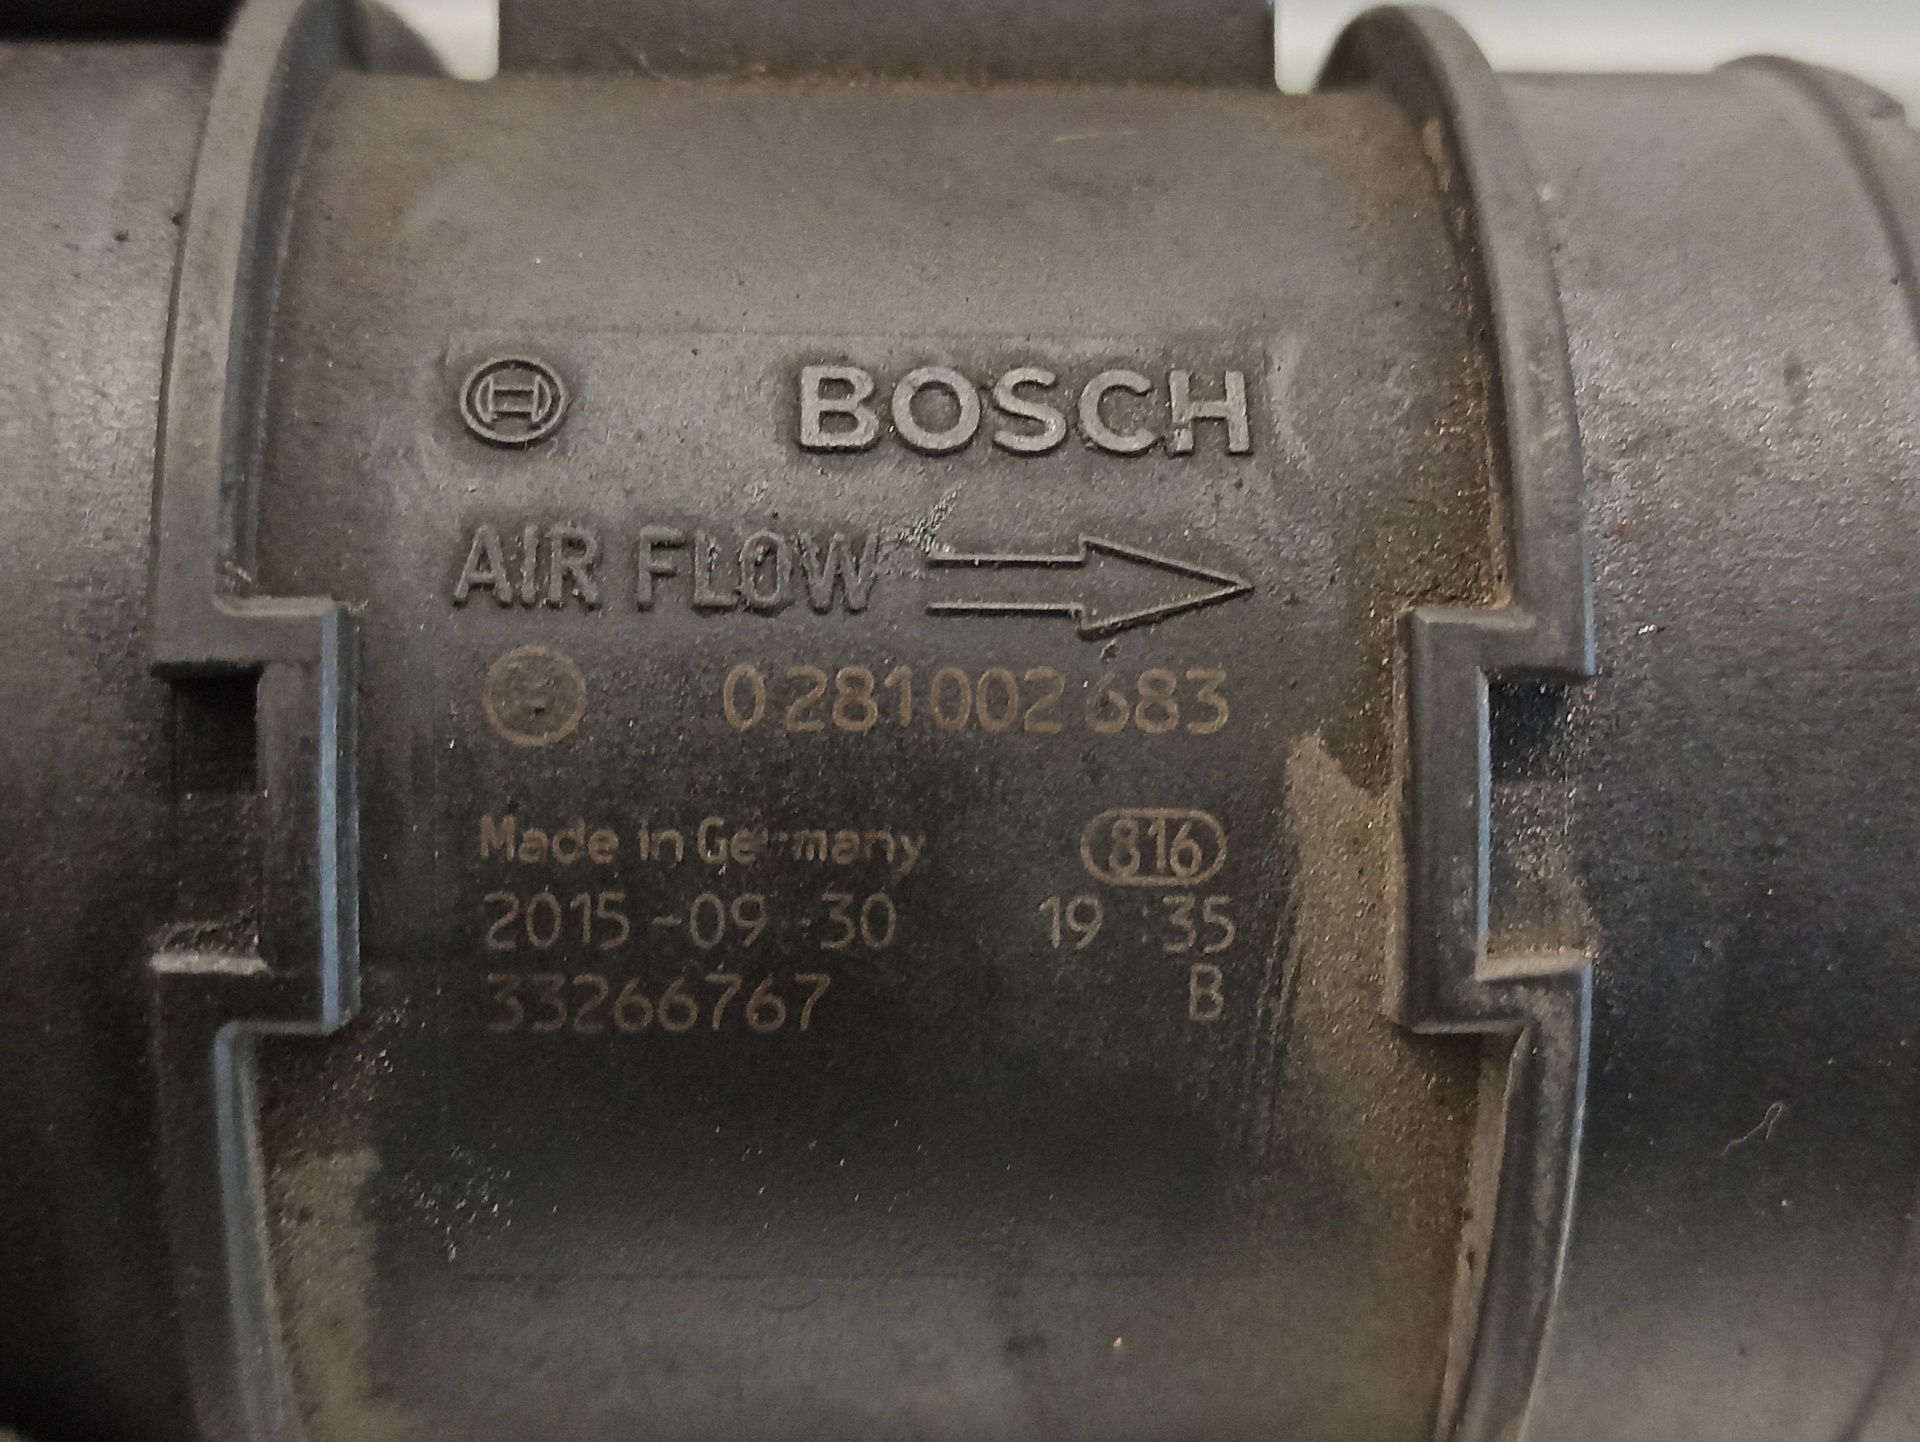 BOSCH
AIR FLOW
0 281 002 683
Made in Germany 816
2015-09-30 19:35
33266767 B